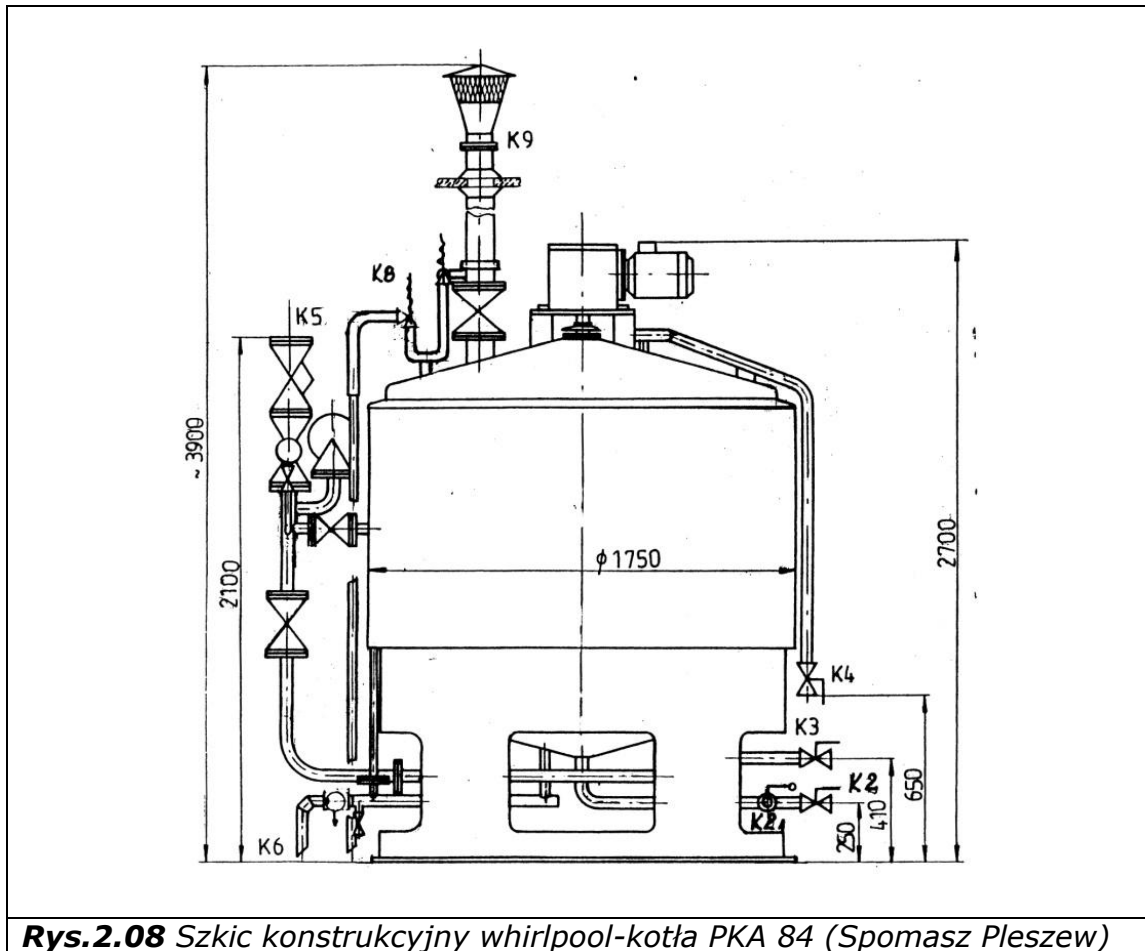 K9
K8
K5
~3900
2100
2700
ϕ1750
K4
K3
K2
K2₁
650
410
250
K6
Rys.2.08 Szkic konstrukcyjny whirlpool-kotła PKA 84 (Spomasz Pleszew)